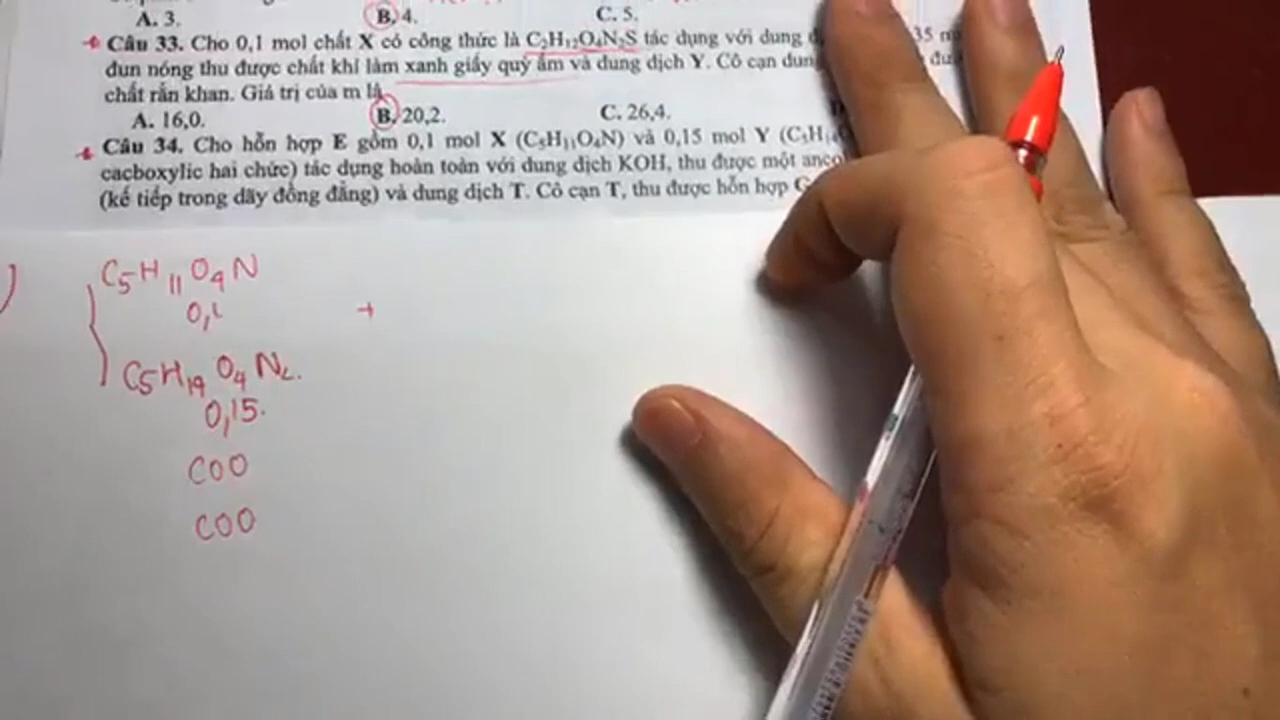 A. 3. B. 4. C. 5.
Câu 33. Cho 0,1 mol chất X có công thức là C₂H₁₂O₄N₂S tác dụng với dung 35
đun nóng thu được chất khí làm xanh giấy quỳ ẩm và dung dịch Y. Cô cạn dun
chất rắn khan. Giá trị của m là
A. 16,0. B. 20,2. C. 26,4.
Câu 34. Cho hỗn hợp E gồm 0,1 mol X (C₅H₁₁O₄N) và 0,15 mol Y
cacboxylic hai chức) tác dụng hoàn toàn với dung dịch KOH, thu được một anco
(kế tiếp trong dãy đồng đẳng) và dung dịch T. Cô cạn T, thu được hỗn hợp G
) C₅H₁₁O₄N
0,1 +
C₅H₁₄O₄N₂.
0,15.
COO
COO